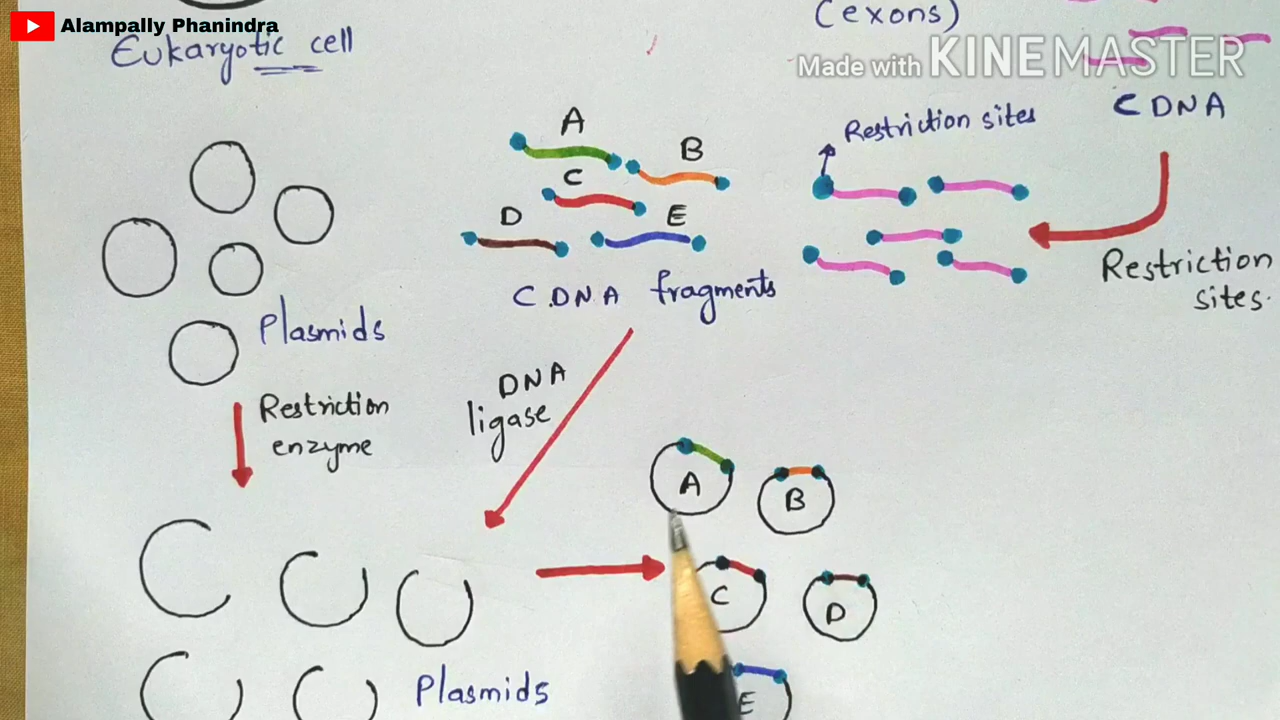 Alampally Phanindra
Eukaryotic cell
(exons)
Made with KINEMASTER
CDNA
Restriction sites
A
B
C
D
E
C.DNA fragments
Restriction
sites.
Plasmids
Restriction
enzyme
DNA
ligase
A
B
C
D
E
Plasmids